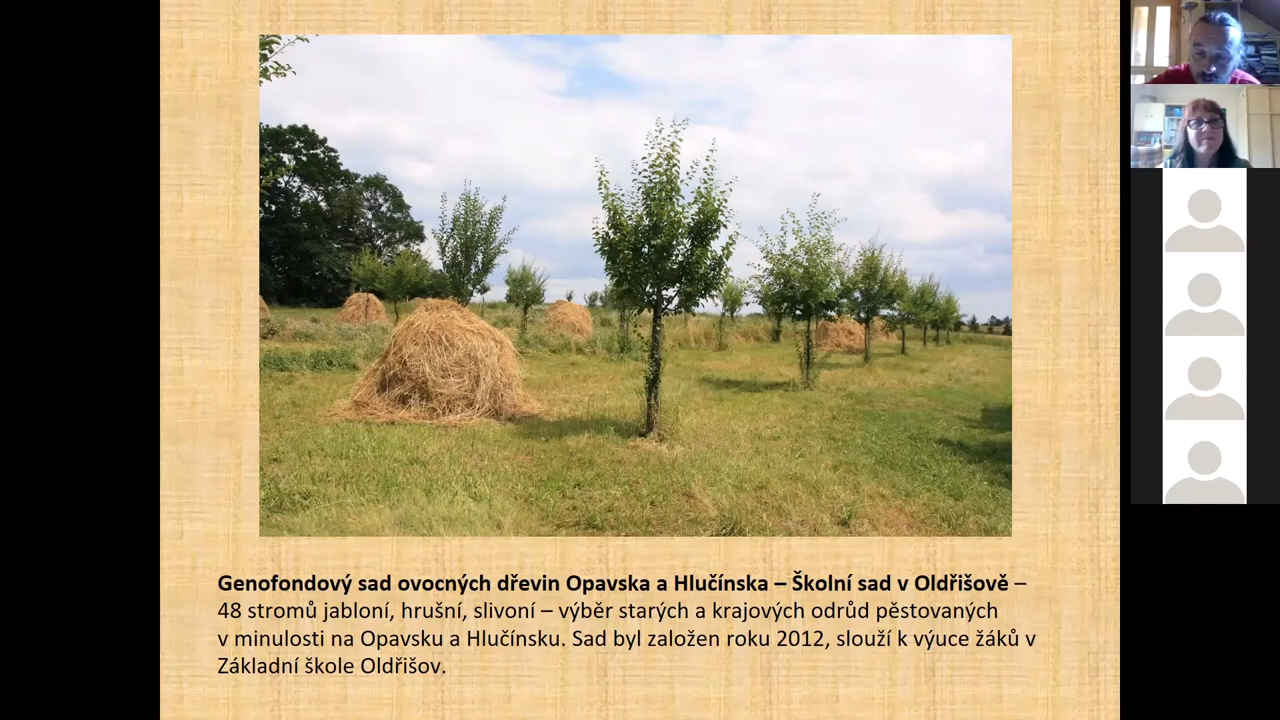 Genofondový sad ovocných dřevin Opavska a Hlučínska – Školní sad v Oldřišově –
48 stromů jabloní, hrušní, slivoní – výběr starých a krajových odrůd pěstovaných
v minulosti na Opavsku a Hlučínsku. Sad byl založen roku 2012, slouží k výuce žáků v
Základní škole Oldřišov.